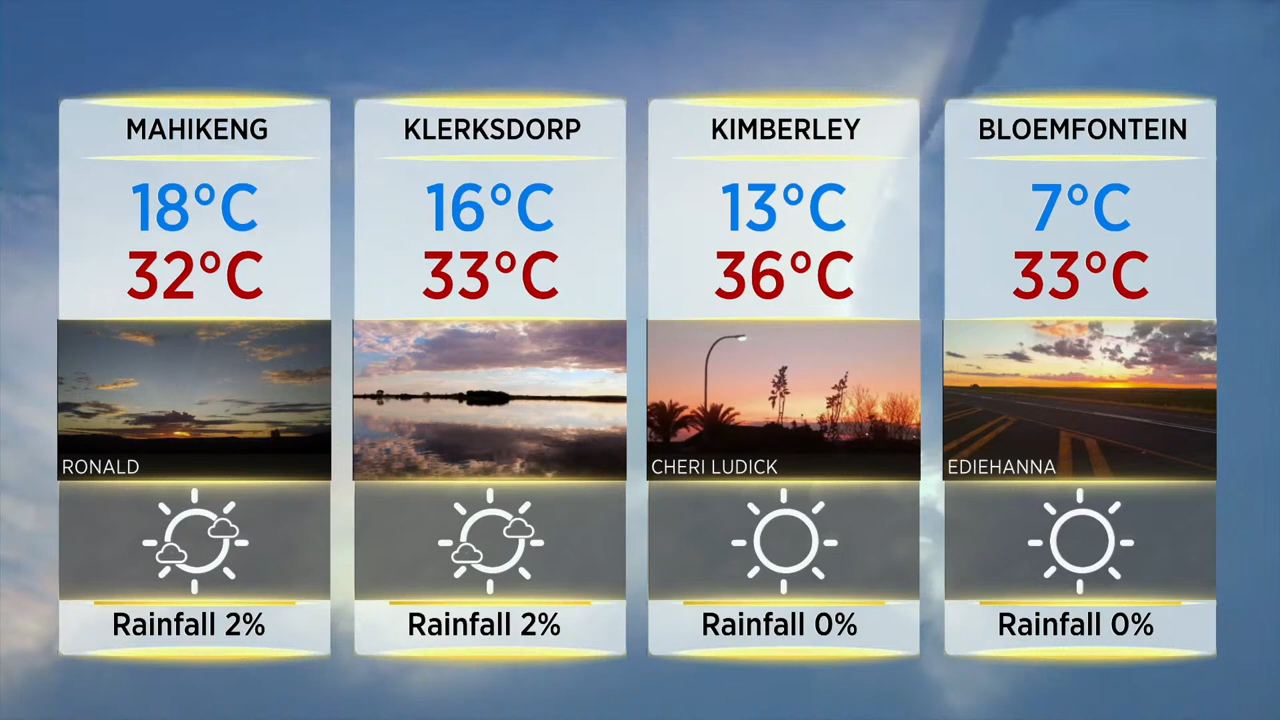 MAHIKENG
18°C
32°C
RONALD
Rainfall 2%
KLERKSDORP
16°C
33°C
Rainfall 2%
KIMBERLEY
13°C
36°C
CHERI LUDICK
Rainfall 0%
BLOEMFONTEIN
7°C
33°C
EDIEHANNA
Rainfall 0%